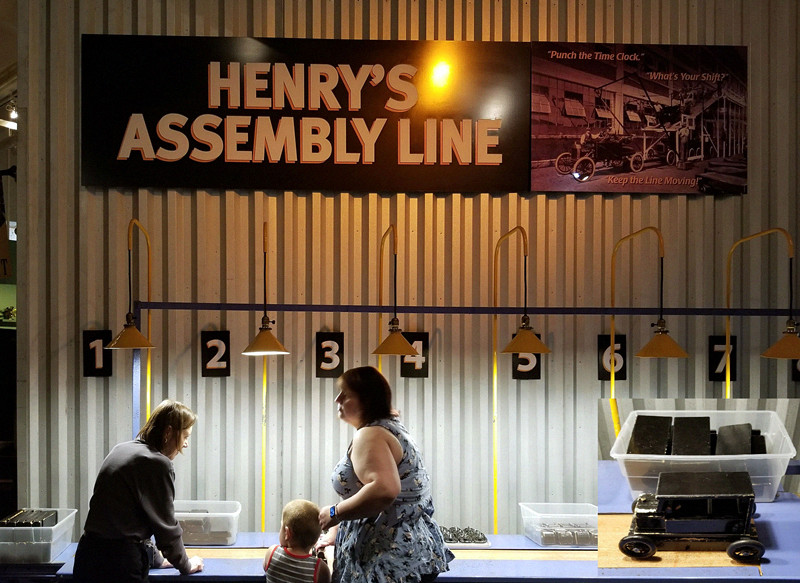 HENRY'S
ASSEMBLY LINE
"Punch the Time Clock."
"What's Your Shift?"
"Keep the Line Moving!"
1 2 3 4 5 6 7